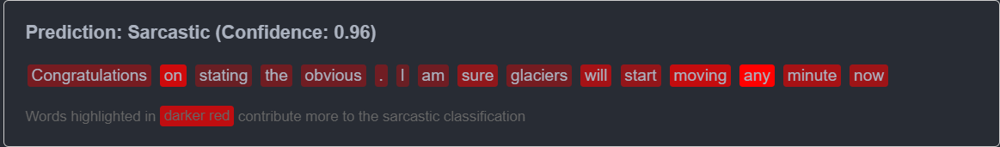 Prediction: Sarcastic (Confidence: 0.96)
Congratulations on stating the obvious . I am sure glaciers will start moving any minute now
Words highlighted in darker red contribute more to the sarcastic classification